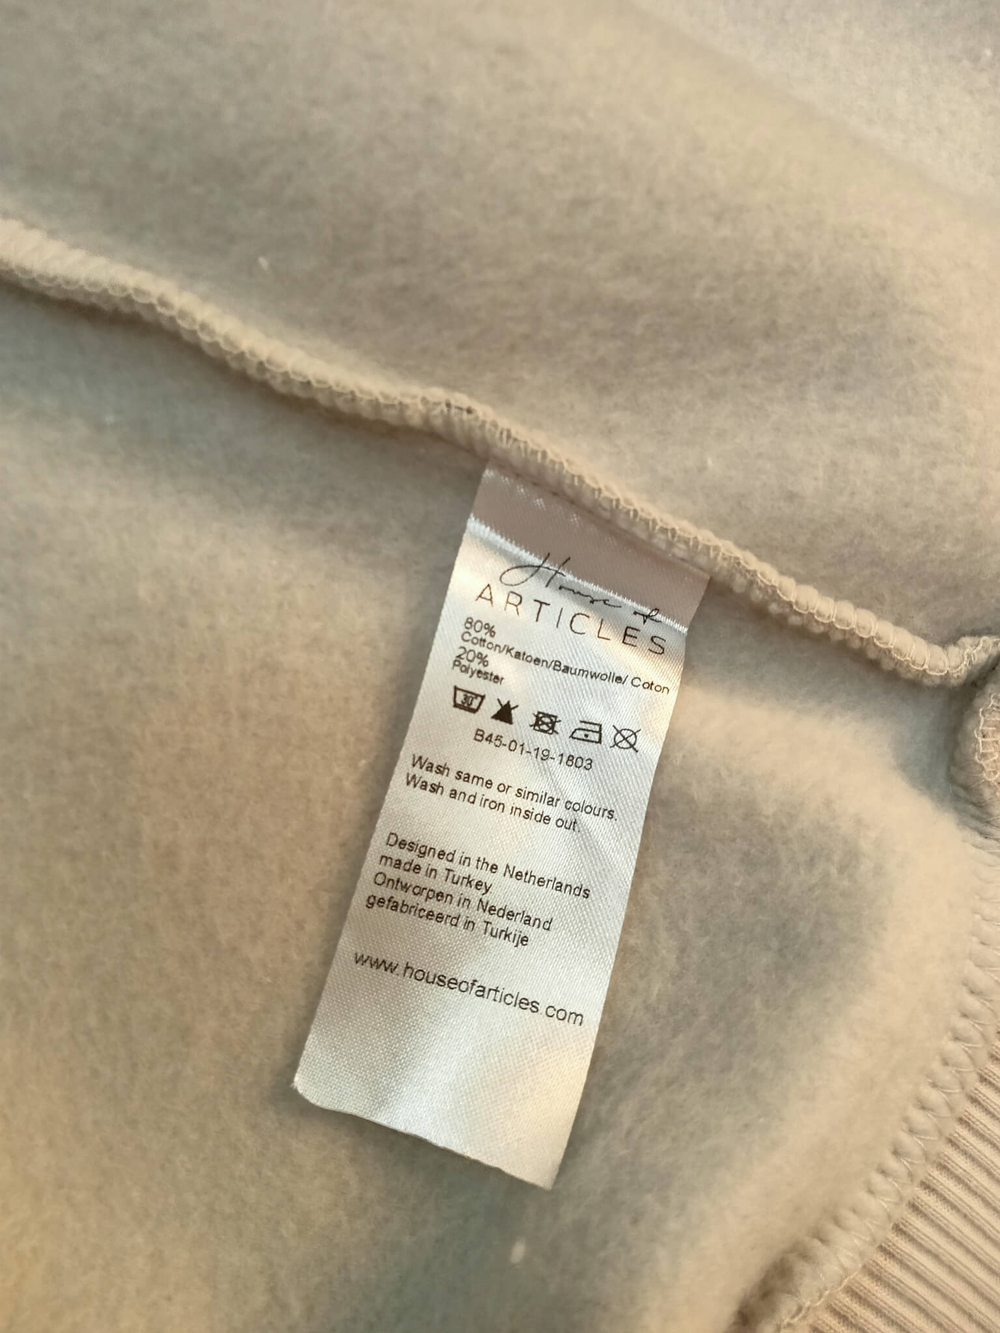 House of
ARTICLES
80%
Cotton/Katoen/Baumwolle/ Coton
20%
Polyester
30°
B45-01-19-1803
Wash same or similar colours.
Wash and iron inside out.
Designed in the Netherlands
made in Turkey
Ontworpen in Nederland
gefabriceerd in Turkije
www.houseofarticles.com